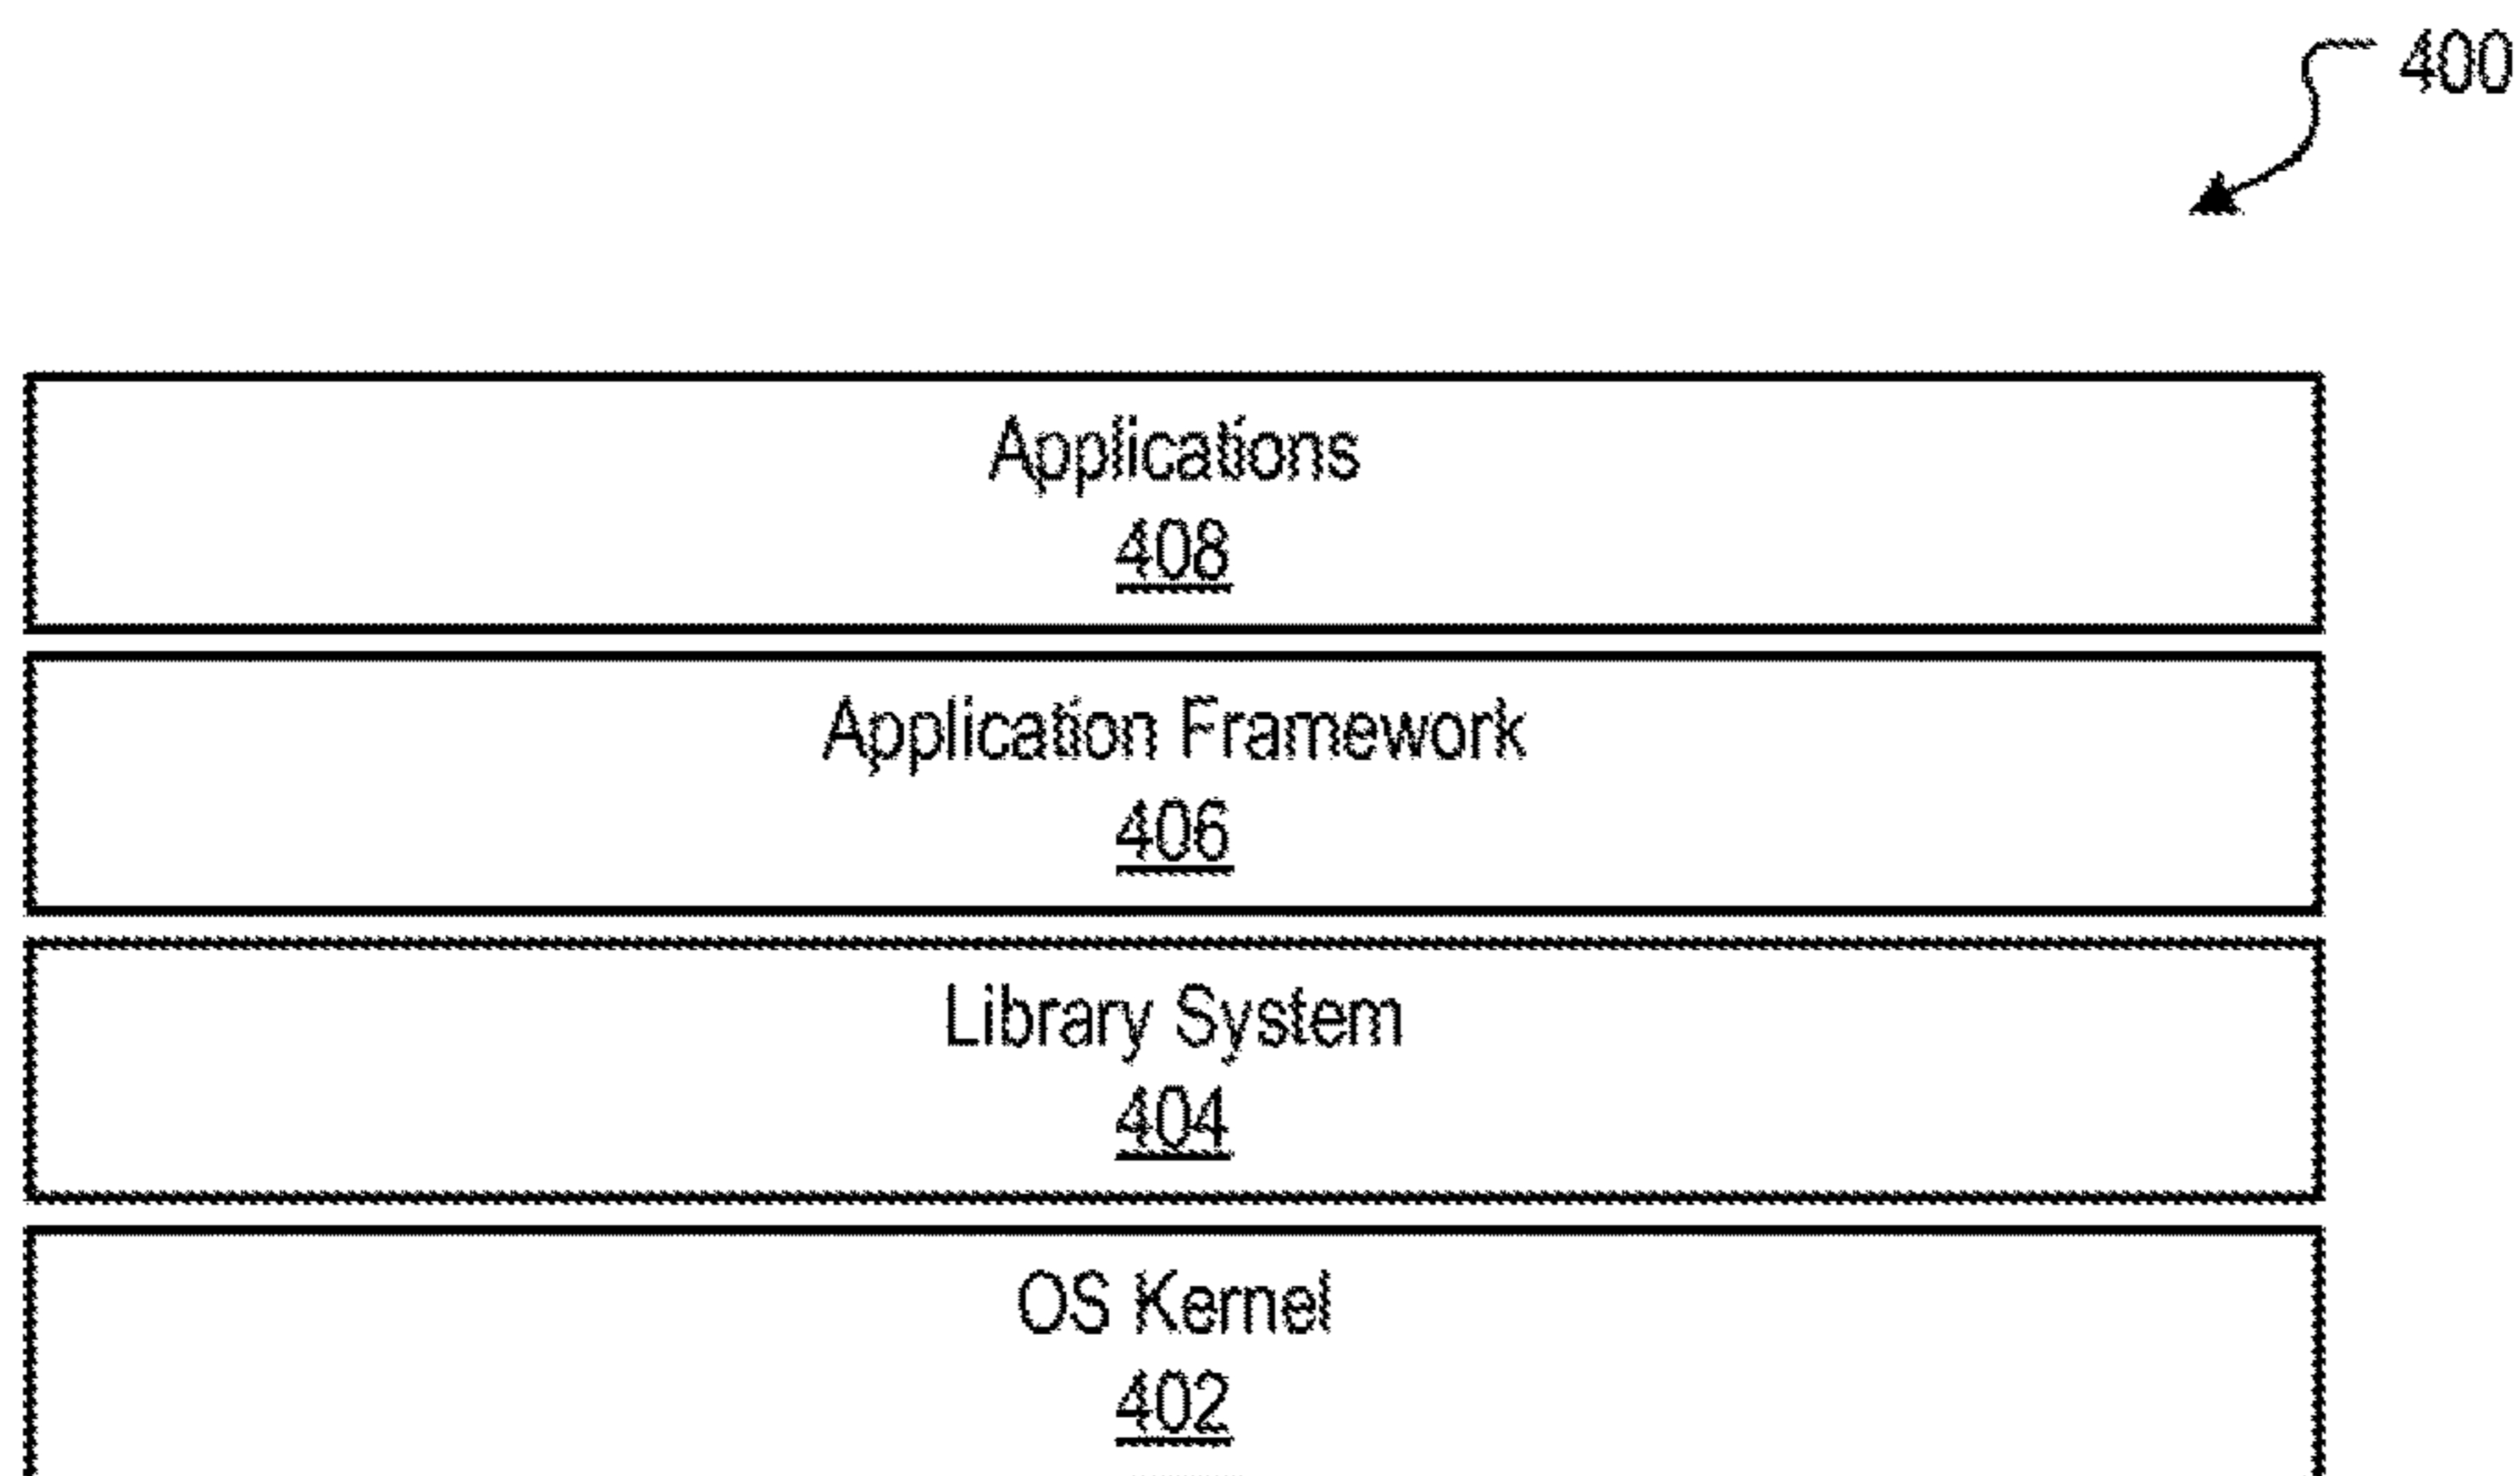 400
Applications
408
Application Framework
406
Library System
404
OS Kernel
402